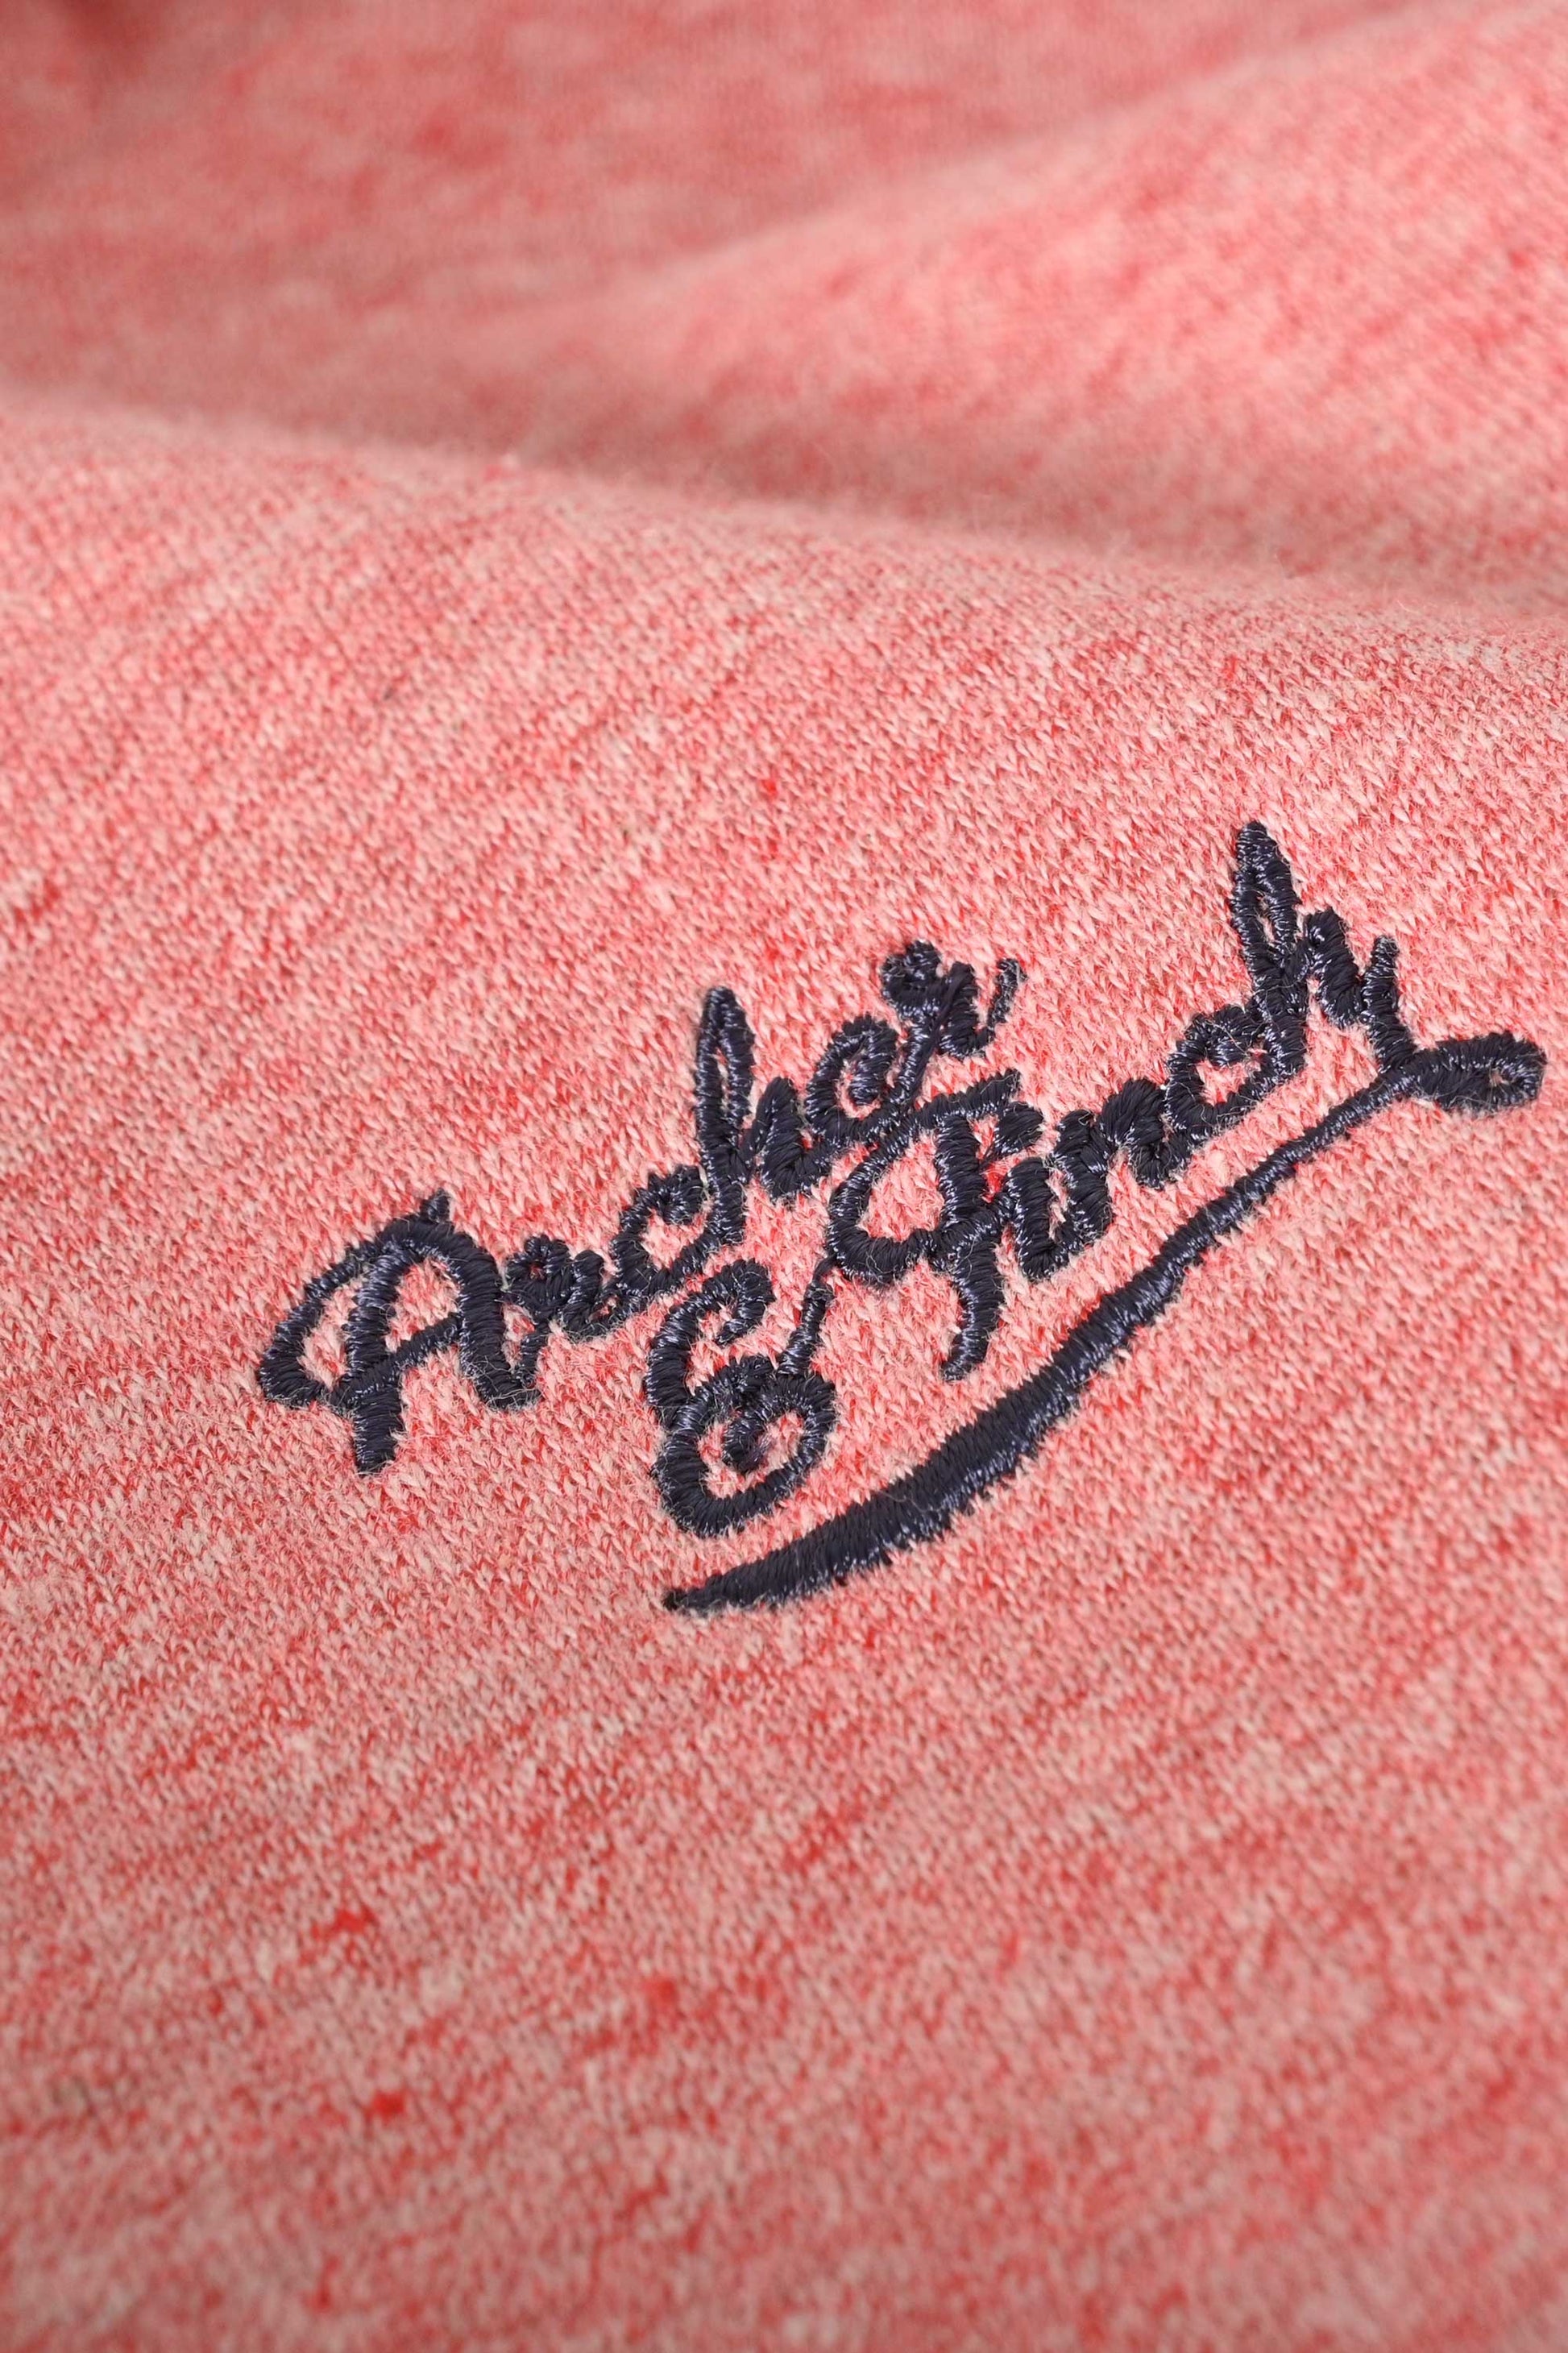 Archer
& Finch